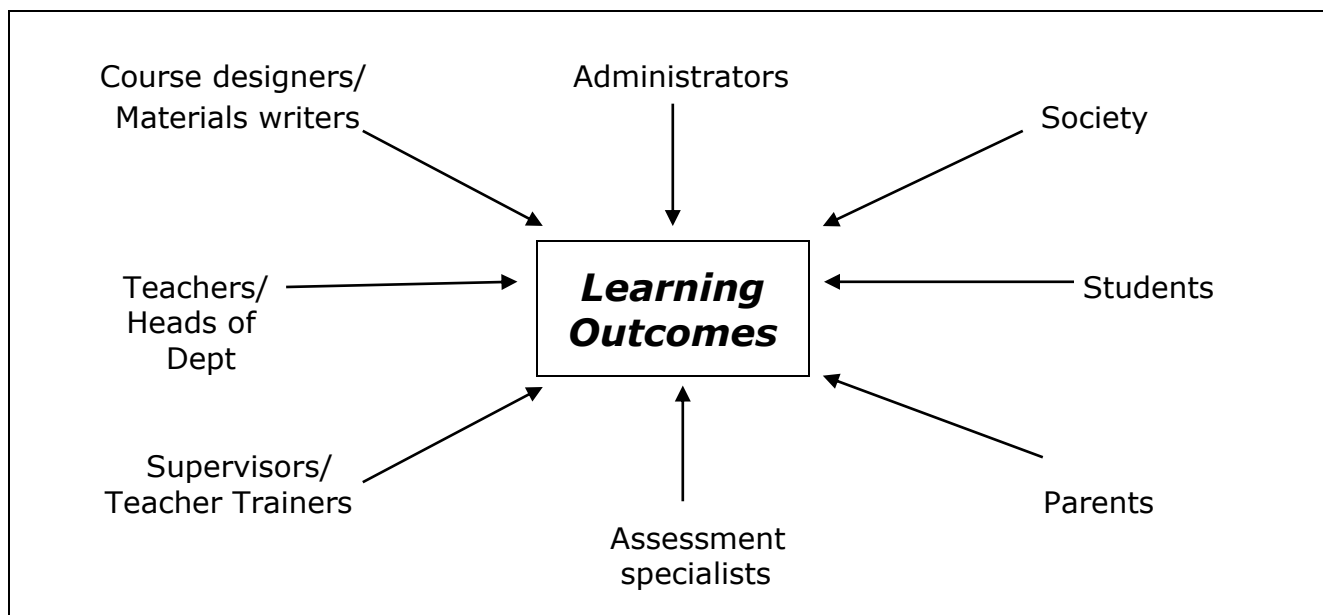 Course designers/
Materials writers
Administrators
Society
Teachers/
Heads of
Dept
Learning
Outcomes
Students
Supervisors/
Teacher Trainers
Assessment
specialists
Parents